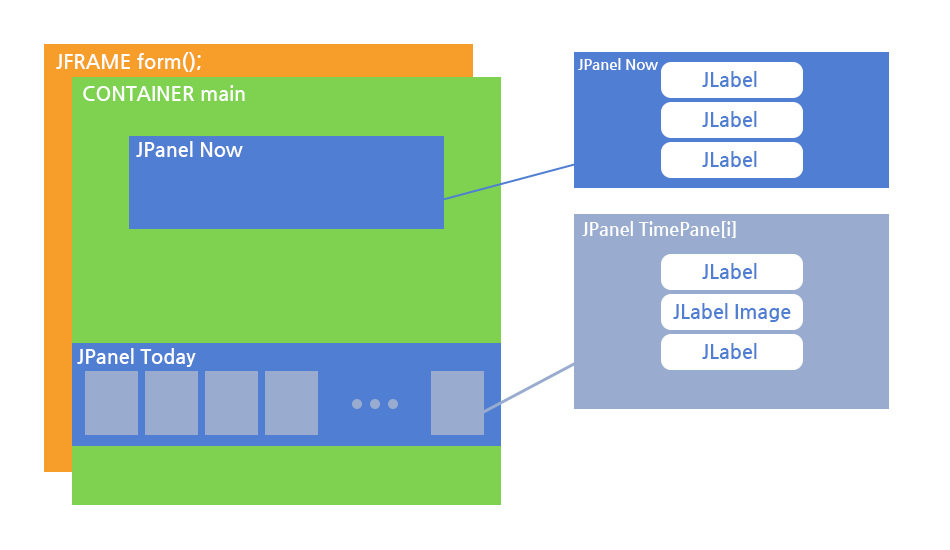 JFRAME form();
CONTAINER main
JPanel Now
JPanel Today
JPanel Now
JLabel
JLabel
JLabel
JPanel TimePane[i]
JLabel
JLabel Image
JLabel